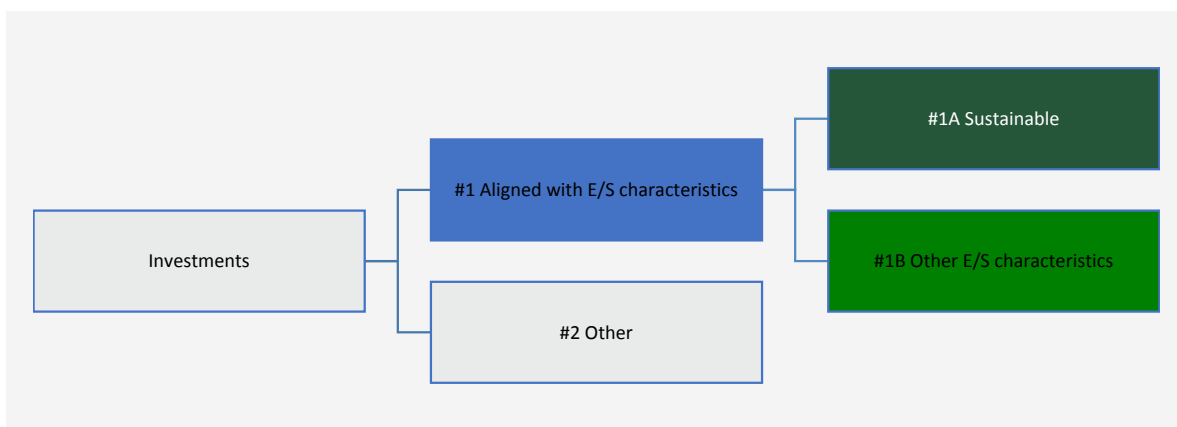 Investments
#1 Aligned with E/S characteristics
#2 Other
#1A Sustainable
#1B Other E/S characteristics